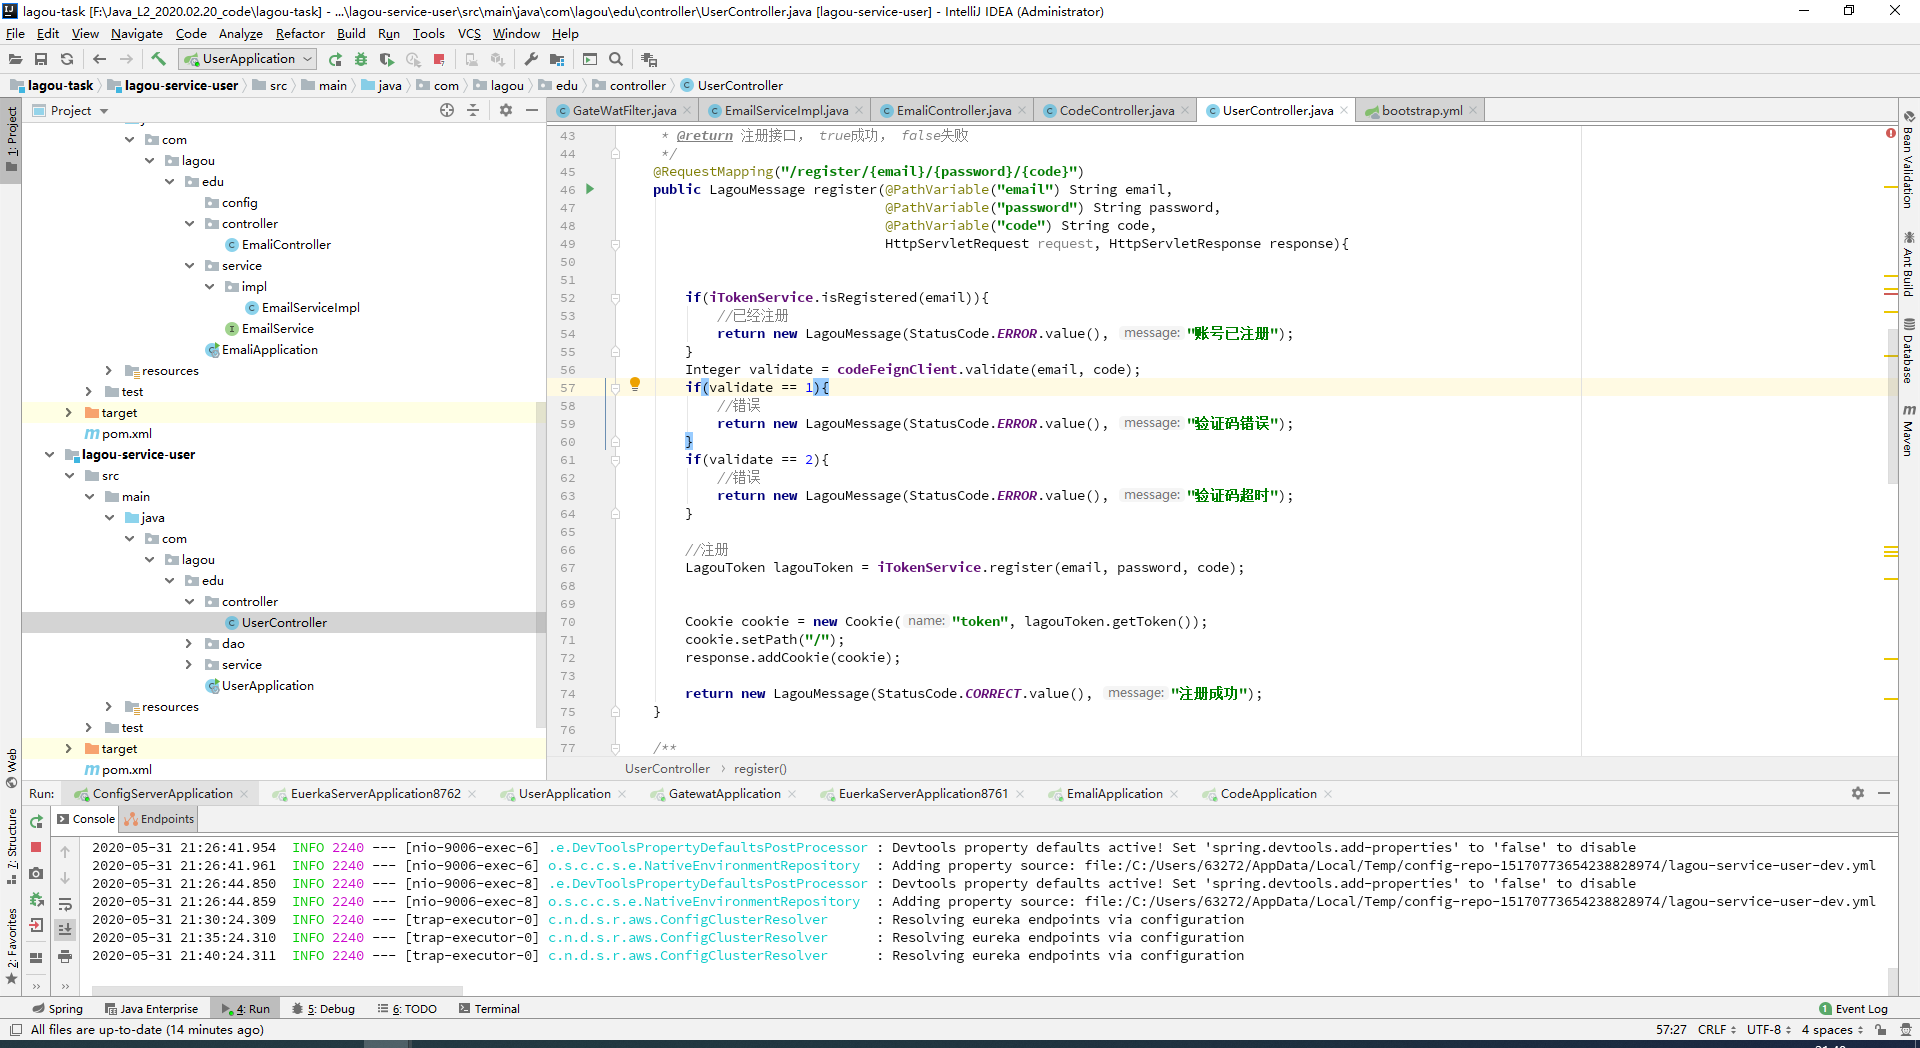 lagou-task [F:\Java_L2_2020.02.20_code\lagou-task] - ...\lagou-service-user\src\main\java\com\lagou\edu\controller\UserController.java [lagou-service-user] - IntelliJ IDEA (Administrator)
File Edit View Navigate Code Analyze Refactor Build Run Tools VCS Window Help
UserApplication
lagou-task lagou-service-user src main java com lagou edu controller UserController
Project
GateWatFilter.java EmailServiceImpl.java EmaliController.java CodeController.java UserController.java bootstrap.yml
1: Project
com
lagou
edu
config
controller
EmaliController
service
impl
EmailServiceImpl
EmailService
EmaliApplication
resources
test
target
pom.xml
lagou-service-user
src
main
java
com
lagou
edu
controller
UserController
dao
service
UserApplication
resources
test
target
pom.xml
43 * @return 注册接口， true成功， false失败
44 */
45 @RequestMapping("/register/{email}/{password}/{code}")
46 public LagouMessage register(@PathVariable("email") String email,
47 @PathVariable("password") String password,
48 @PathVariable("code") String code,
49 HttpServletRequest request, HttpServletResponse response){
50
51
52 if(iTokenService.isRegistered(email)){
53 //已经注册
54 return new LagouMessage(StatusCode.ERROR.value(), message: "账号已注册");
55 }
56 Integer validate = codeFeignClient.validate(email, code);
57 if(validate == 1){
58 //错误
59 return new LagouMessage(StatusCode.ERROR.value(), message: "验证码错误");
60 }
61 if(validate == 2){
62 //错误
63 return new LagouMessage(StatusCode.ERROR.value(), message: "验证码超时");
64 }
65
66 //注册
67 LagouToken lagouToken = iTokenService.register(email, password, code);
68
69
70 Cookie cookie = new Cookie( name: "token", lagouToken.getToken());
71 cookie.setPath("/");
72 response.addCookie(cookie);
73
74 return new LagouMessage(StatusCode.CORRECT.value(), message: "注册成功");
75 }
76
77 /**
UserController register()
Bean Validation
Ant Build
Database
Maven
Web
7: Structure
2: Favorites
Run: ConfigServerApplication EuerkaServerApplication8762 UserApplication GatewatApplication EuerkaServerApplication8761 EmaliApplication CodeApplication
Console Endpoints
2020-05-31 21:26:41.954 INFO 2240 --- [nio-9006-exec-6] .e.DevToolsPropertyDefaultsPostProcessor : Devtools property defaults active! Set 'spring.devtools.add-properties' to 'false' to disable
2020-05-31 21:26:41.961 INFO 2240 --- [nio-9006-exec-6] o.s.c.c.s.e.NativeEnvironmentRepository : Adding property source: file:/C:/Users/63272/AppData/Local/Temp/config-repo-15170773654238828974/lagou-service-user-dev.yml
2020-05-31 21:26:44.850 INFO 2240 --- [nio-9006-exec-8] .e.DevToolsPropertyDefaultsPostProcessor : Devtools property defaults active! Set 'spring.devtools.add-properties' to 'false' to disable
2020-05-31 21:26:44.859 INFO 2240 --- [nio-9006-exec-8] o.s.c.c.s.e.NativeEnvironmentRepository : Adding property source: file:/C:/Users/63272/AppData/Local/Temp/config-repo-15170773654238828974/lagou-service-user-dev.yml
2020-05-31 21:30:24.309 INFO 2240 --- [trap-executor-0] c.n.d.s.r.aws.ConfigClusterResolver : Resolving eureka endpoints via configuration
2020-05-31 21:35:24.310 INFO 2240 --- [trap-executor-0] c.n.d.s.r.aws.ConfigClusterResolver : Resolving eureka endpoints via configuration
2020-05-31 21:40:24.311 INFO 2240 --- [trap-executor-0] c.n.d.s.r.aws.ConfigClusterResolver : Resolving eureka endpoints via configuration
Spring Java Enterprise 4: Run 5: Debug 6: TODO Terminal 1 Event Log
All files are up-to-date (14 minutes ago) 57:27 CRLF UTF-8 4 spaces